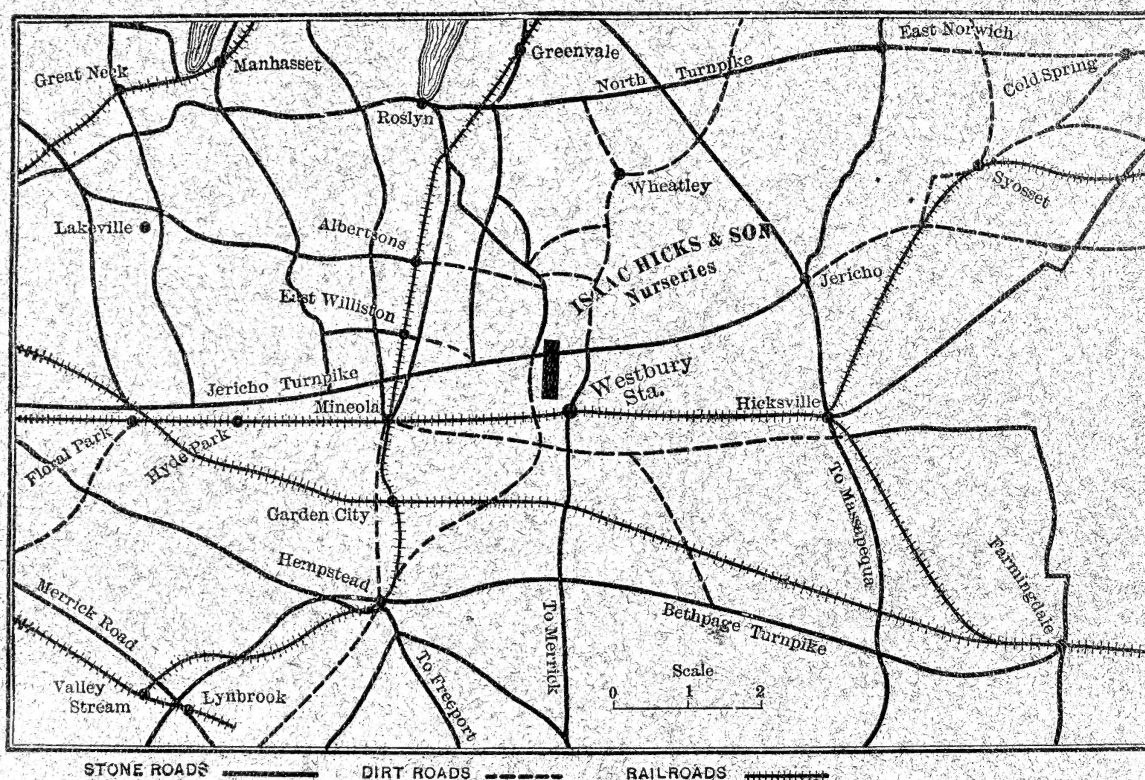 Great Neck
Manhasset
Greenvale
East Norwich
North Turnpike
Cold Spring
Roslyn
Wheatley
Syosset
Lakeville
Albertsons
ISAAC HICKS & SON
Nurseries
East Williston
Jericho
Jericho Turnpike
Westbury
Sta.
Mineola
Hicksville
Floral Park
Hyde Park
Garden City
To Massapequa
Farmingdale
Hempstead
Merrick Road
To Merrick
Bethpage Turnpike
To Freeport
Scale
0 1 2
Valley
Stream
Lynbrook
STONE ROADS
DIRT ROADS
RAILROADS